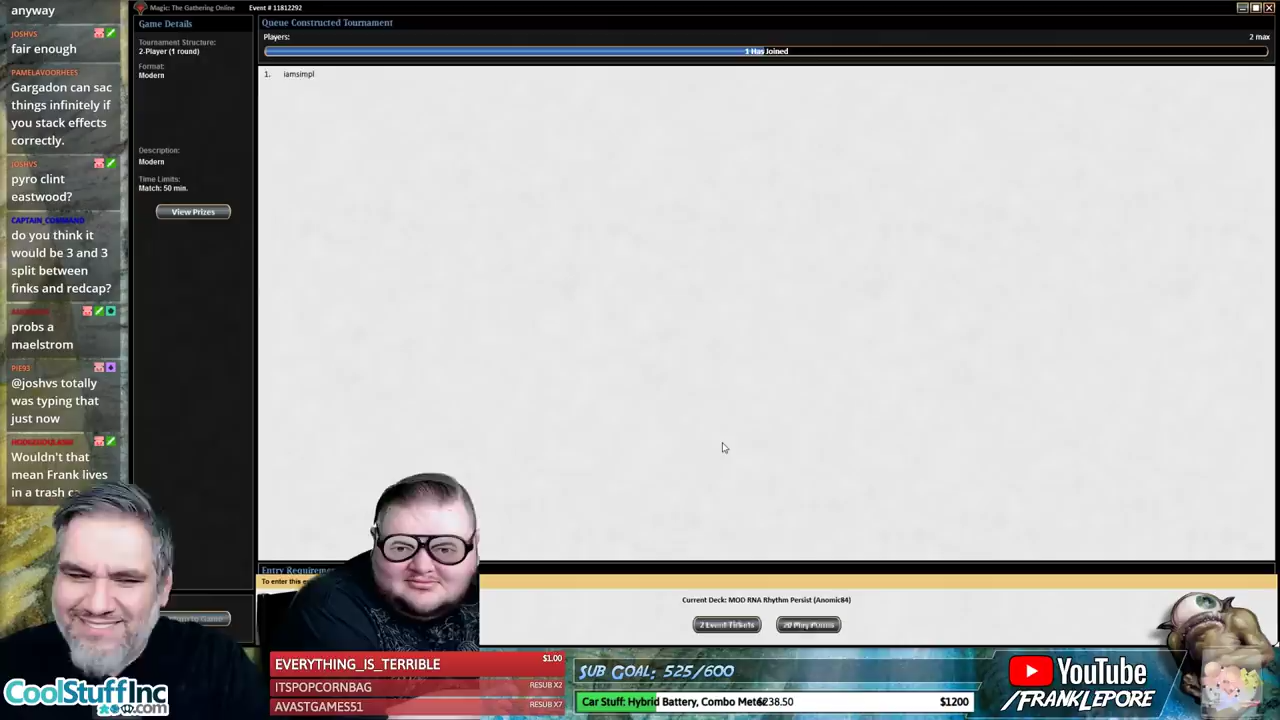 anyway
JOSHVS
fair enough
PAMELAVOORHEES
Gargadon can sac
things infinitely if
you stack effects
correctly.
JOSHVS
pyro clint
eastwood?
CAPTAIN_COMMAND
do you think it
would be 3 and 3
split between
finks and redcap?
probs a
maelstrom
PIE93
@joshvs totally
was typing that
just now
Wouldn't that
mean Frank lives
in a trash
Magic: The Gathering Online
Event # 11812292
Game Details
Tournament Structure:
2-Player (1 round)
Format:
Modern
Description:
Modern
Time Limits:
Match: 50 min.
View Prizes
to Game
Queue Constructed Tournament
Players:
2 max
1 Has Joined
1. iamsimpl
Entry
To enter this
Current Deck: MOD RNA Rhythm Persist (Anomic84)
2 Event Tickets
20 Play Points
CoolStuffInc
.com
EVERYTHING_IS_TERRIBLE $1.00
ITSPOPCORNBAG RESUB X2
AVASTGAMES51 RESUB X7
SUB GOAL: 525/600
Car Stuff: Hybrid Battery, Combo Meter $238.50 $1200
YouTube
/FRANKLEPORE